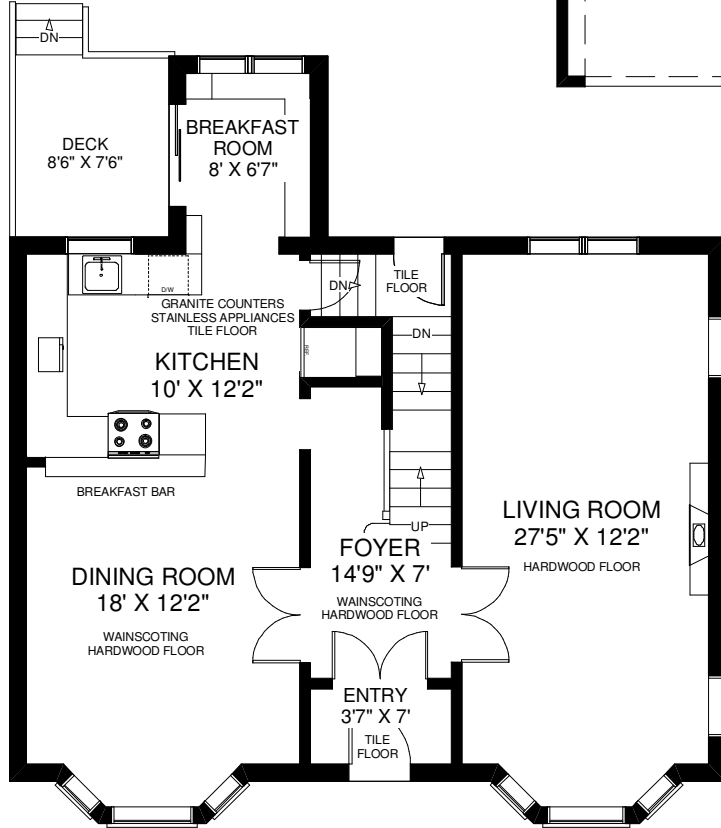 DN
DECK
8'6" X 7'6"
BREAKFAST
ROOM
8' X 6'7"
TILE
FLOOR
DN
D/W
GRANITE COUNTERS
STAINLESS APPLIANCES
TILE FLOOR
REF
DN
KITCHEN
10' X 12'2"
BREAKFAST BAR
LIVING ROOM
27'5" X 12'2"
HARDWOOD FLOOR
UP
FOYER
14'9" X 7'
WAINSCOTING
HARDWOOD FLOOR
DINING ROOM
18' X 12'2"
WAINSCOTING
HARDWOOD FLOOR
ENTRY
3'7" X 7'
TILE
FLOOR